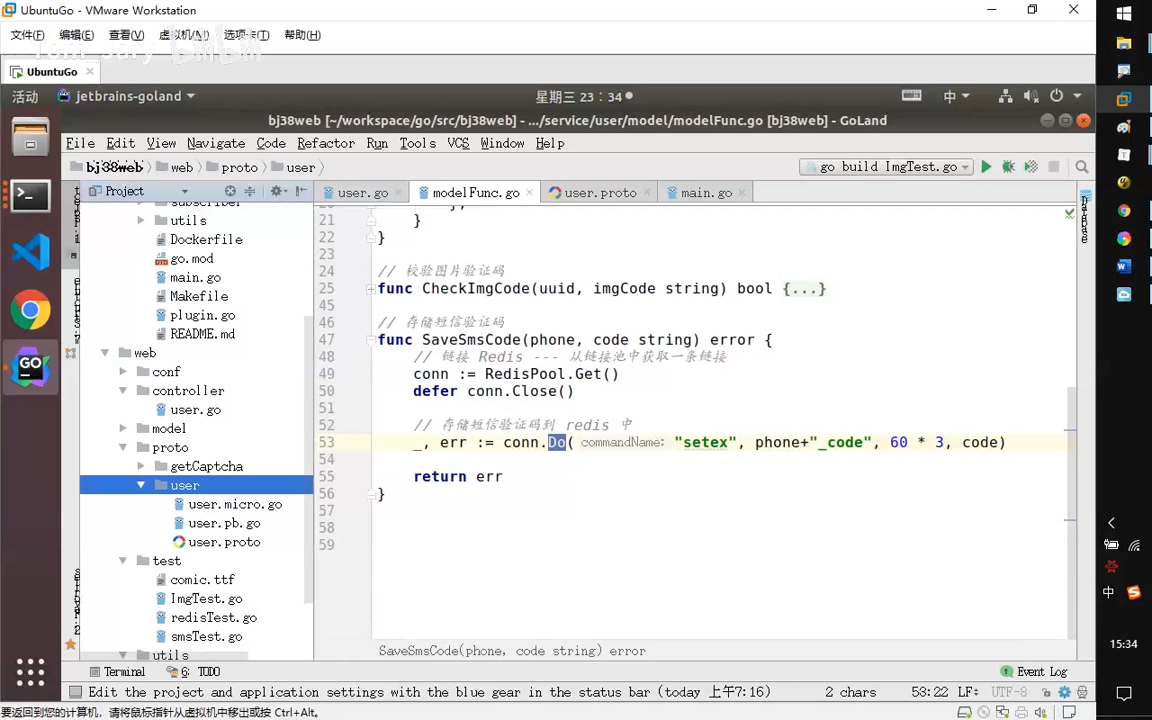 UbuntuGo - VMware Workstation
文件(F) 编辑(E) 查看(V) 虚拟机(M) 选项卡(T) 帮助(H)
UbuntuGo
活动 jetbrains-goland 星期三 23：34 中
bj38web [~/workspace/go/src/bj38web] - .../service/user/model/modelFunc.go [bj38web] - GoLand
File Edit View Navigate Code Refactor Run Tools VCS Window Help
bj38web web proto user go build ImgTest.go
Project user.go modelFunc.go user.proto main.go
subscriber
utils
Dockerfile
go.mod
main.go
Makefile
plugin.go
README.md
web
conf
controller
user.go
model
proto
getCaptcha
user
user.micro.go
user.pb.go
user.proto
test
comic.ttf
ImgTest.go
redisTest.go
smsTest.go
utils
21 }
22 }
23
24 // 校验图片验证码
25 func CheckImgCode(uuid, imgCode string) bool {...}
45
46 // 存储短信验证码
47 func SaveSmsCode(phone, code string) error {
48 // 链接 Redis --- 从链接池中获取一条链接
49 conn := RedisPool.Get()
50 defer conn.Close()
51
52 // 存储短信验证码到 redis 中
53 _, err := conn.Do( commandName: "setex", phone+"_code", 60 * 3, code)
54
55 return err
56 }
57
58
59
SaveSmsCode(phone, code string) error
Database
Terminal 6: TODO 1 Event Log
Edit the project and application settings with the blue gear in the status bar (today 上午7:16) 2 chars 53:22 LF÷ UTF-8
要返回到您的计算机，请将鼠标指针从虚拟机中移出或按 Ctrl+Alt。
中
15:34